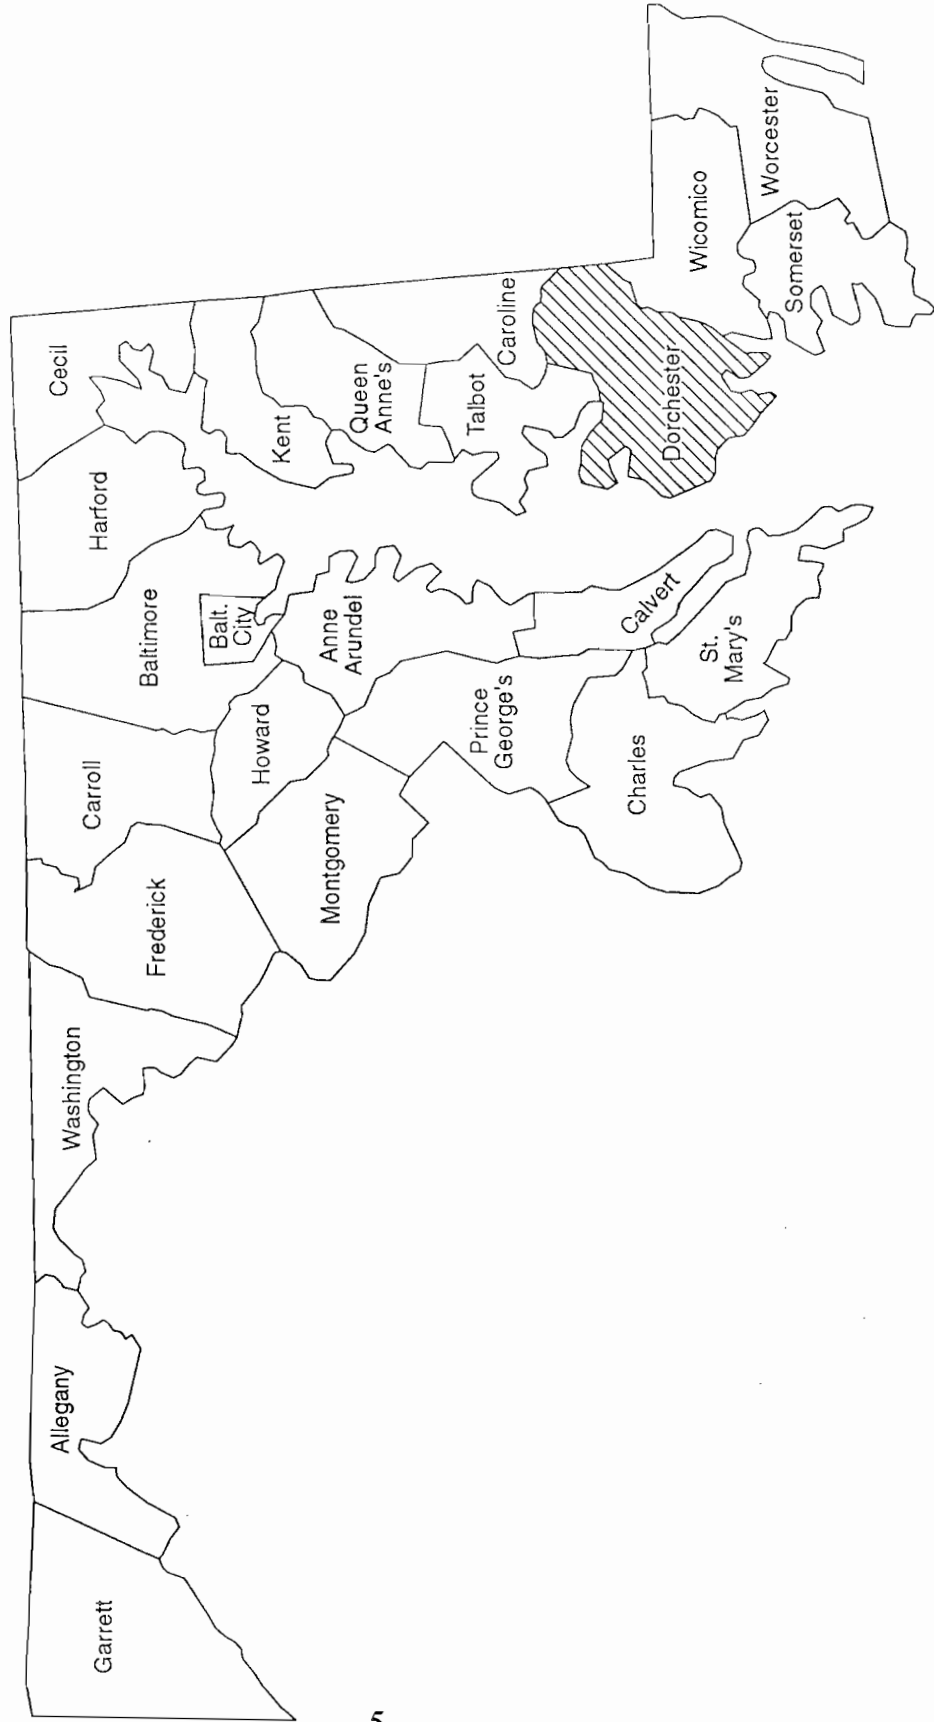 Garrett
Allegany
Washington
Frederick
Carroll
Baltimore
Harford
Cecil
Balt.
City
Howard
Montgomery
Anne
Arundel
Prince
George's
Charles
Calvert
St.
Mary's
Kent
Queen
Anne's
Talbot
Caroline
Dorchester
Wicomico
Somerset
Worcester
5